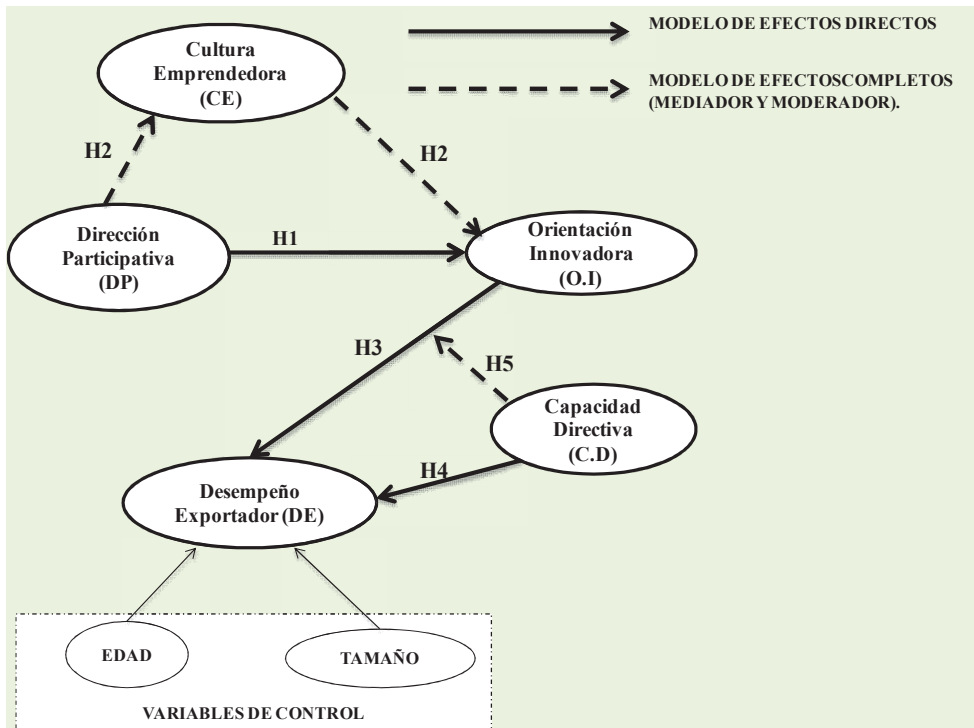 MODELO DE EFECTOS DIRECTOS
MODELO DE EFECTOSCOMPLETOS
(MEDIADOR Y MODERADOR).
Cultura
Emprendedora
(CE)
H2
H2
Dirección
Participativa
(DP)
H1
Orientación
Innovadora
(O.I)
H3
H5
Capacidad
Directiva
(C.D)
H4
Desempeño
Exportador (DE)
EDAD
TAMAÑO
VARIABLES DE CONTROL